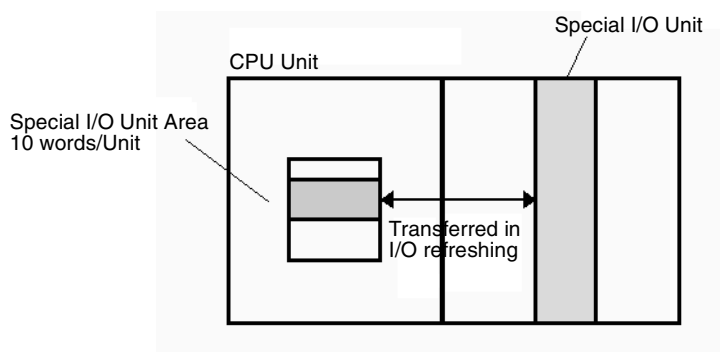 Special I/O Unit
CPU Unit
Special I/O Unit Area
10 words/Unit
Transferred in
I/O refreshing